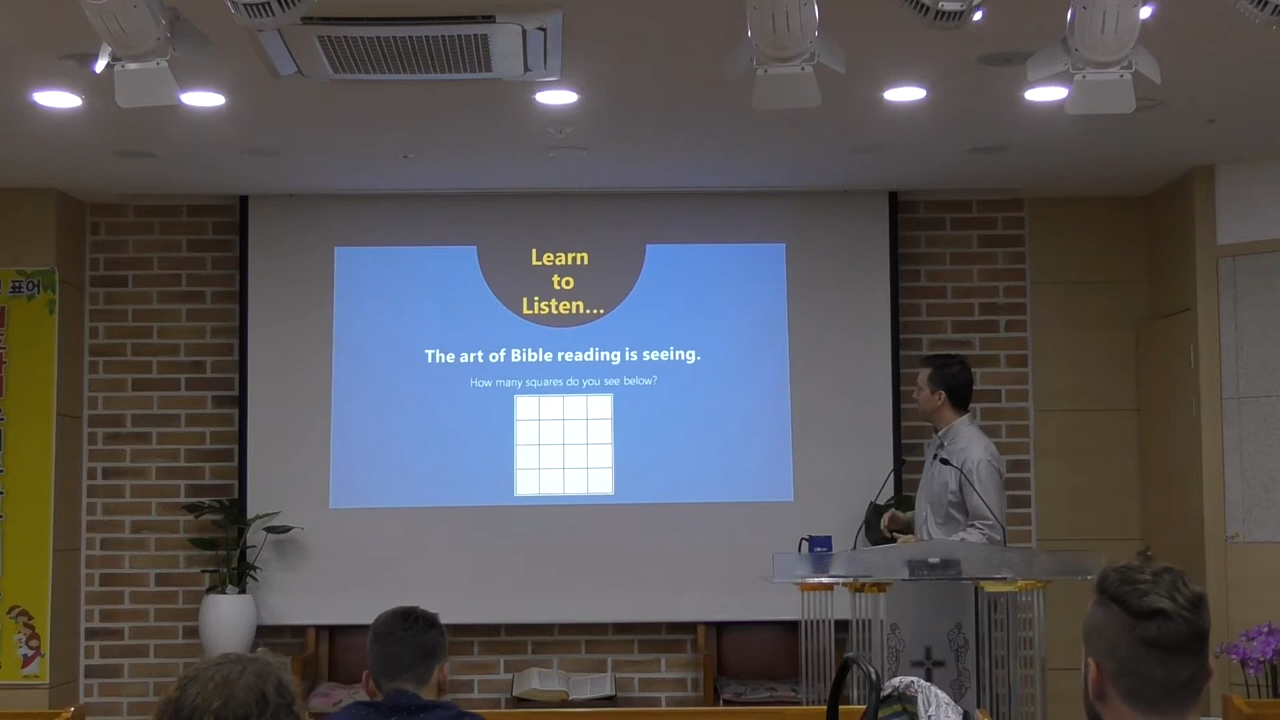 Learn
to
Listen...
The art of Bible reading is seeing.
How many squares do you see below?
표어